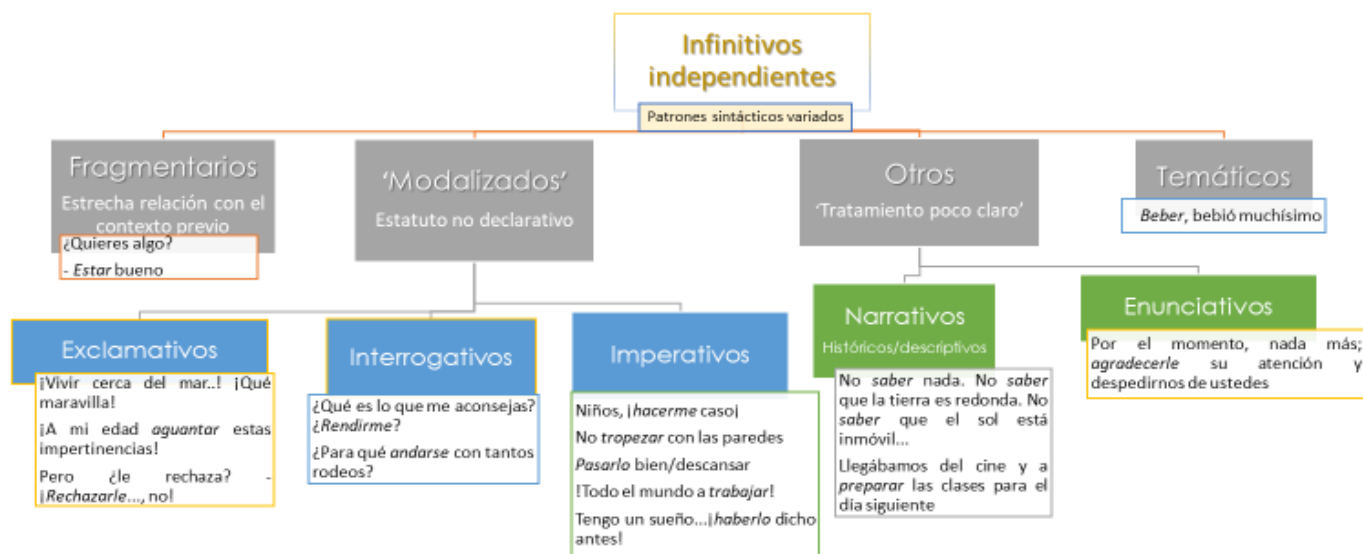 Infinitivos
independientes
Patrones sintácticos variados
Fragmentarios
Estrecha relación con el
contexto previo
¿Quieres algo?
- Estar bueno
'Modalizados'
Estatuto no declarativo
Otros
'Tratamiento poco claro'
Temáticos
Beber, bebió muchísimo
Exclamativos
¡Vivir cerca del mar..! ¡Qué
maravilla!
¡A mi edad aguantar estas
impertinencias!
Pero ¿le rechaza? -
¡Rechazarle..., no!
Interrogativos
¿Qué es lo que me aconsejas?
¿Rendirme?
¿Para qué andarse con tantos
rodeos?
Imperativos
Niños, ¡hacerme caso¡
No tropezar con las paredes
Pasarlo bien/descansar
!Todo el mundo a trabajar!
Tengo un sueño...¡haberlo dicho
antes!
Narrativos
Históricos/descriptivos
No saber nada. No saber
que la tierra es redonda. No
saber que el sol está
inmóvil...
Llegábamos del cine y a
preparar las clases para el
día siguiente
Enunciativos
Por el momento, nada más;
agradecerle su atención y
despedirnos de ustedes